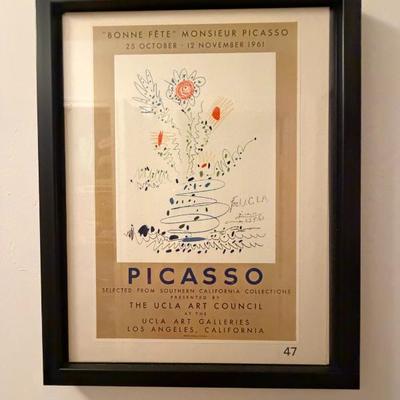 "BONNE FÊTE" MONSIEUR PICASSO
25 OCTOBER - 12 NOVEMBER 1961
UCLA
PICASSO
SELECTED FROM SOUTHERN CALIFORNIA COLLECTIONS
PRESENTED BY
THE UCLA ART COUNCIL
AT THE
UCLA ART GALLERIES
LOS ANGELES, CALIFORNIA
47